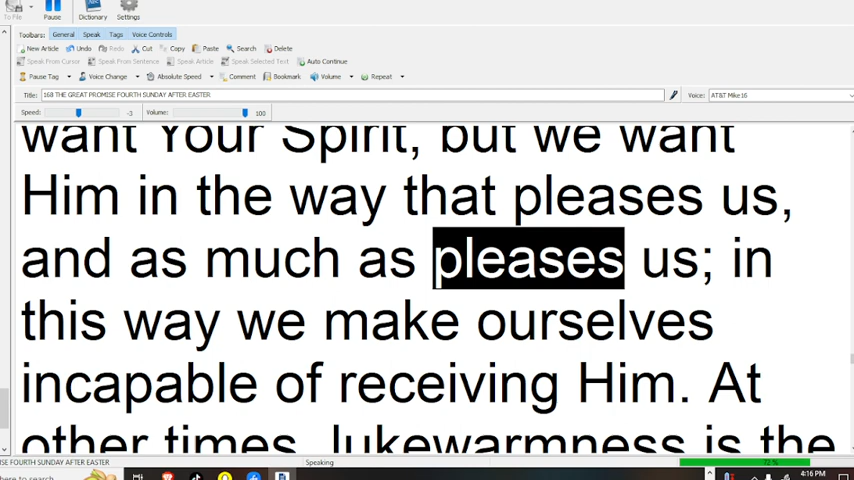 To File Pause Dictionary Settings
Toolbars: General Speak Tags Voice Controls
New Article Undo Redo Cut Copy Paste Search Delete
Speak From Cursor Speak From Sentence Speak Article Speak Selected Text Auto Continue
Pause Tag Voice Change Absolute Speed Comment Bookmark Volume Repeat
Title: 168 THE GREAT PROMISE FOURTH SUNDAY AFTER EASTER Voice: AT&T Mike16
Speed: -3 Volume: 100
want Your Spirit, but we want
Him in the way that pleases us,
and as much as pleases us; in
this way we make ourselves
incapable of receiving Him. At
other times, lukewarmness is the
SE FOURTH SUNDAY AFTER EASTER Speaking 72 %
here to search 4:16 PM